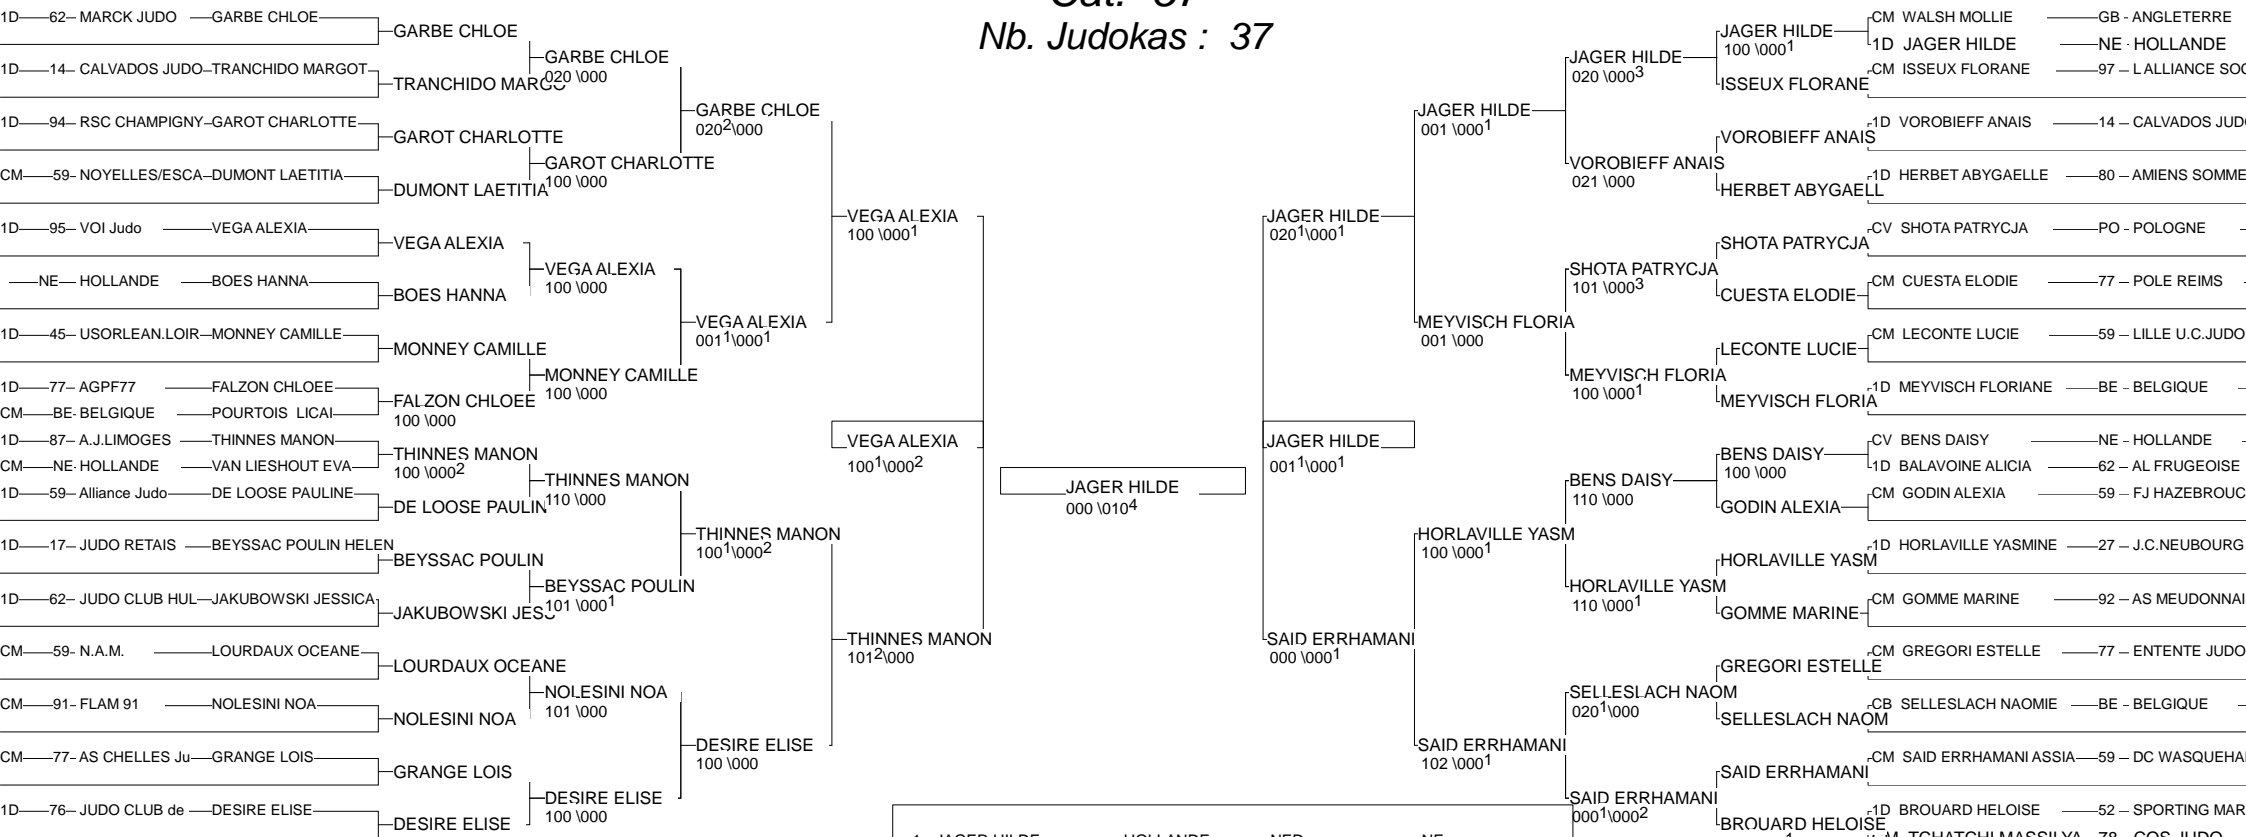 Nb. Judokas : 37
1D 62 MARCK JUDO GARBE CHLOE
1D 14 CALVADOS JUDO TRANCHIDO MARGOT
1D 94 RSC CHAMPIGNY GAROT CHARLOTTE
CM 59 NOYELLES/ESCA DUMONT LAETITIA
1D 95 VOI Judo VEGA ALEXIA
NE HOLLANDE BOES HANNA
1D 45 USORLEAN.LOIR MONNEY CAMILLE
1D 77 AGPF77 FALZON CHLOEE
CM BE BELGIQUE POURTOIS LICAI
1D 87 A.J.LIMOGES THINNES MANON
CM NE HOLLANDE VAN LIESHOUT EVA
1D 59 Alliance Judo DE LOOSE PAULINE
1D 17 JUDO RETAIS BEYSSAC POULIN HELEN
1D 62 JUDO CLUB HUL JAKUBOWSKI JESSICA
CM 59 N.A.M. LOURDAUX OCEANE
CM 91 FLAM 91 NOLESINI NOA
CM 77 AS CHELLES Ju GRANGE LOIS
1D 76 JUDO CLUB de DESIRE ELISE
GARBE CHLOE
TRANCHIDO MARGO
GAROT CHARLOTTE
DUMONT LAETITIA
VEGA ALEXIA
BOES HANNA
MONNEY CAMILLE
FALZON CHLOEE
100 \000
THINNES MANON
100 \000 2
DE LOOSE PAULIN
BEYSSAC POULIN
JAKUBOWSKI JESS
LOURDAUX OCEANE
NOLESINI NOA
GRANGE LOIS
DESIRE ELISE
GARBE CHLOE
020 \000
GAROT CHARLOTTE
100 \000
VEGA ALEXIA
100 \000
MONNEY CAMILLE
100 \000
THINNES MANON
110 \000
BEYSSAC POULIN
101 \000 1
NOLESINI NOA
101 \000
DESIRE ELISE
100 \000
GARBE CHLOE
020 2\000
VEGA ALEXIA
001 1\000 1
THINNES MANON
100 1\000 2
DESIRE ELISE
100 \000
VEGA ALEXIA
100 \000 1
THINNES MANON
101 2\000
VEGA ALEXIA
100 1\000 2
JAGER HILDE
000 \010 4
JAGER HILDE
001 1\000 1
JAGER HILDE
020 1\000 1
SAID ERRHAMANI
000 \000 1
JAGER HILDE
001 \000 1
MEYVISCH FLORIA
001 \000
HORLAVILLE YASM
100 \000 1
SAID ERRHAMANI
102 \000 1
JAGER HILDE
020 \000 3
VOROBIEFF ANAIS
021 \000
SHOTA PATRYCJA
101 \000 3
MEYVISCH FLORIA
100 \000 1
BENS DAISY
110 \000
HORLAVILLE YASM
110 \000 1
SELLESLACH NAOM
020 1\000
SAID ERRHAMANI
000 1\000 2
JAGER HILDE
100 \000 1
ISSEUX FLORANE
VOROBIEFF ANAIS
HERBET ABYGAELL
SHOTA PATRYCJA
CUESTA ELODIE
LECONTE LUCIE
MEYVISCH FLORIA
BENS DAISY
100 \000
GODIN ALEXIA
HORLAVILLE YASM
GOMME MARINE
GREGORI ESTELLE
SELLESLACH NAOM
SAID ERRHAMANI
BROUARD HELOISE
CM WALSH MOLLIE GB - ANGLETERRE
1D JAGER HILDE NE - HOLLANDE
CM ISSEUX FLORANE 97 – L ALLIANCE SOC
1D VOROBIEFF ANAIS 14 – CALVADOS JUDO
1D HERBET ABYGAELLE 80 – AMIENS SOMME
CV SHOTA PATRYCJA PO - POLOGNE
CM CUESTA ELODIE 77 – POLE REIMS
CM LECONTE LUCIE 59 – LILLE U.C.JUDO
1D MEYVISCH FLORIANE BE – BELGIQUE
CV BENS DAISY NE – HOLLANDE
1D BALAVOINE ALICIA 62 – AL FRUGEOISE
CM GODIN ALEXIA 59 – FJ HAZEBROUC
1D HORLAVILLE YASMINE 27 – J.C.NEUBOURG
CM GOMME MARINE 92 – AS MEUDONNAI
CM GREGORI ESTELLE 77 – ENTENTE JUDO
CB SELLESLACH NAOMIE BE – BELGIQUE
CM SAID ERRHAMANI ASSIA 59 – DC WASQUEHA
1D BROUARD HELOISE 52 – SPORTING MAR